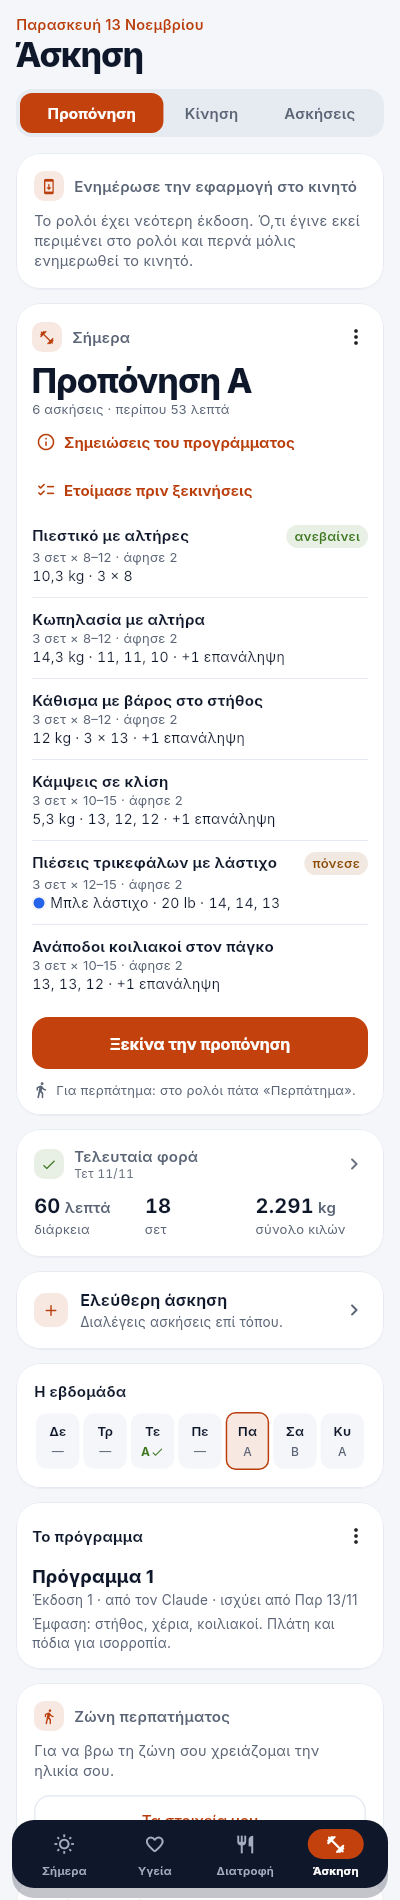 Παρασκευή 13 Νοεμβρίου
Άσκηση
Προπόνηση Κίνηση Ασκήσεις
Ενημέρωσε την εφαρμογή στο κινητό
Το ρολόι έχει νεότερη έκδοση. Ό,τι έγινε εκεί
περιμένει στο ρολόι και περνά μόλις
ενημερωθεί το κινητό.
Σήμερα
Προπόνηση Α
6 ασκήσεις · περίπου 53 λεπτά
Σημειώσεις του προγράμματος
Ετοίμασε πριν ξεκινήσεις
Πιεστικό με αλτήρες ανεβαίνει
3 σετ × 8–12 · άφησε 2
10,3 kg · 3 × 8
Κωπηλασία με αλτήρα
3 σετ × 8–12 · άφησε 2
14,3 kg · 11, 11, 10 · +1 επανάληψη
Κάθισμα με βάρος στο στήθος
3 σετ × 8–12 · άφησε 2
12 kg · 3 × 13 · +1 επανάληψη
Κάμψεις σε κλίση
3 σετ × 10–15 · άφησε 2
5,3 kg · 13, 12, 12 · +1 επανάληψη
Πιέσεις τρικεφάλων με λάστιχο πόνεσε
3 σετ × 12–15 · άφησε 2
Μπλε λάστιχο · 20 lb · 14, 14, 13
Ανάποδοι κοιλιακοί στον πάγκο
3 σετ × 10–15 · άφησε 2
13, 13, 12 · +1 επανάληψη
Ξεκίνα την προπόνηση
Για περπάτημα: στο ρολόι πάτα «Περπάτημα».
Τελευταία φορά
Τετ 11/11
60 λεπτά 18 2.291 kg
διάρκεια σετ σύνολο κιλών
Ελεύθερη άσκηση
Διαλέγεις ασκήσεις επί τόπου.
Η εβδομάδα
Δε Τρ Τε Πε Πα Σα Κυ
— — Α — Α Β Α
Το πρόγραμμα
Πρόγραμμα 1
Έκδοση 1 · από τον Claude · ισχύει από Παρ 13/11
Έμφαση: στήθος, χέρια, κοιλιακοί. Πλάτη και
πόδια για ισορροπία.
Ζώνη περπατήματος
Για να βρω τη ζώνη σου χρειάζομαι την
ηλικία σου.
Τα στοιχεία μου
Σήμερα Υγεία Διατροφή Άσκηση